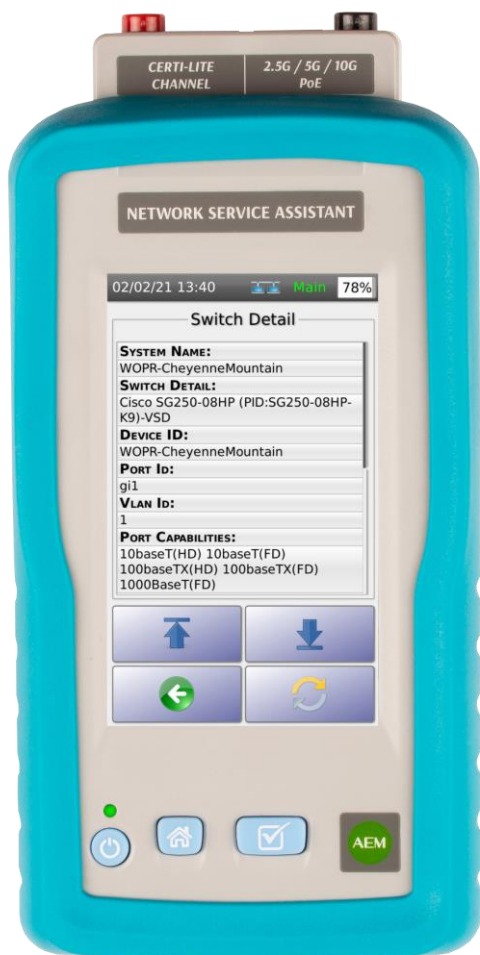 CERTI-LITE
CHANNEL
2.5G / 5G / 10G
PoE
NETWORK SERVICE ASSISTANT
02/02/21 13:40 Main 78%
Switch Detail
System Name:
WOPR-CheyenneMountain
Switch Detail:
Cisco SG250-08HP (PID:SG250-08HP-
K9)-VSD
Device ID:
WOPR-CheyenneMountain
Port Id:
gi1
Vlan Id:
1
Port Capabilities:
10baseT(HD) 10baseT(FD)
100baseTX(HD) 100baseTX(FD)
1000BaseT(FD)
AEM